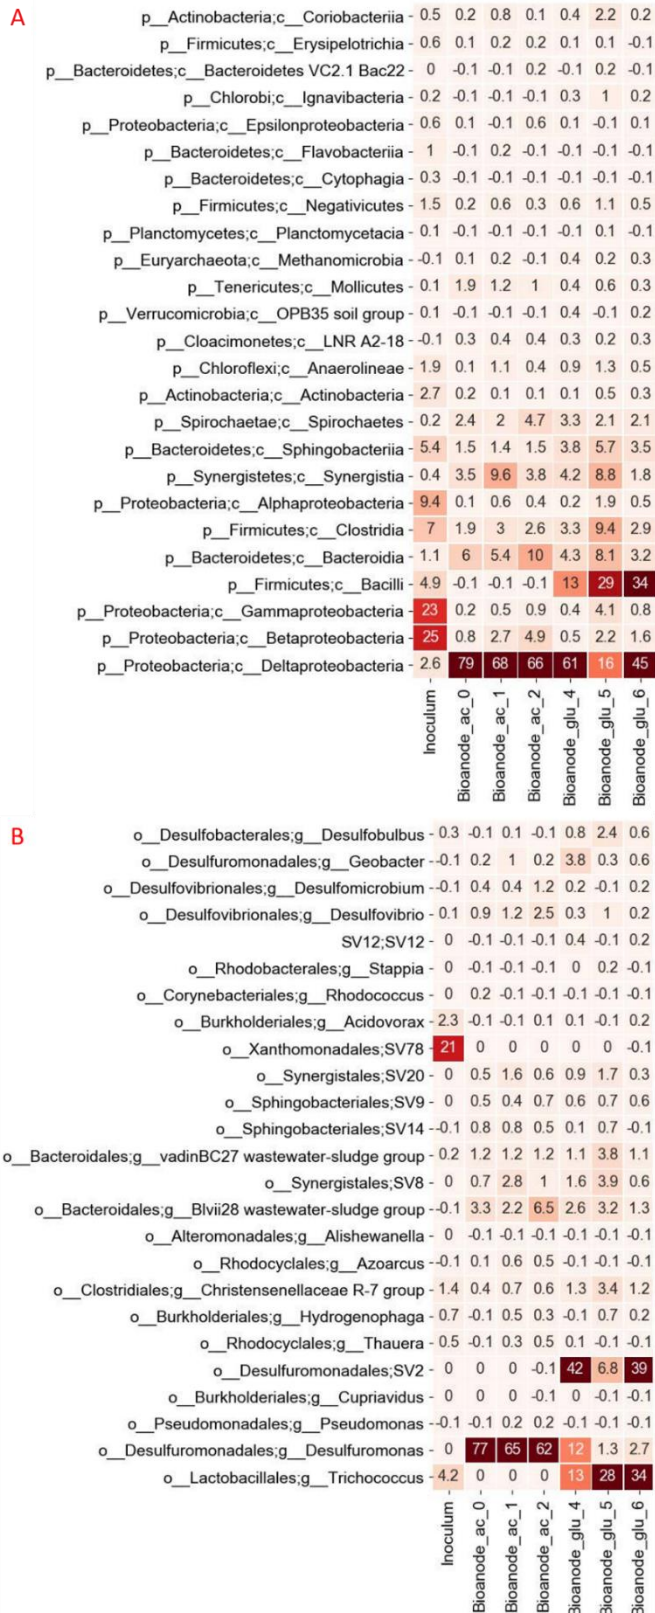 A
p__Actinobacteria;c__Coriobacteriia - 0.5 0.2 0.8 0.1 0.4 2.2 0.2
p__Firmicutes;c__Erysipelotrichia - 0.6 0.1 0.2 0.2 0.1 0.1 -0.1
p__Bacteroidetes;c__Bacteroidetes VC2.1 Bac22 - 0 -0.1 -0.1 0.2 -0.1 0.2 -0.1
p__Chlorobi;c__Ignavibacteria - 0.2 -0.1 -0.1 -0.1 0.3 1 0.2
p__Proteobacteria;c__Epsilonproteobacteria - 0.6 0.1 -0.1 0.6 0.1 -0.1 0.1
p__Bacteroidetes;c__Flavobacteriia - 1 -0.1 0.2 -0.1 -0.1 -0.1 -0.1
p__Bacteroidetes;c__Cytophagia - 0.3 -0.1 -0.1 -0.1 -0.1 -0.1 -0.1
p__Firmicutes;c__Negativicutes - 1.5 0.2 0.6 0.3 0.6 1.1 0.5
p__Planctomycetes;c__Planctomycetacia - 0.1 -0.1 -0.1 -0.1 -0.1 0.1 -0.1
p__Euryarchaeota;c__Methanomicrobia - -0.1 0.1 0.2 -0.1 0.4 0.2 0.3
p__Tenericutes;c__Mollicutes - 0.1 1.9 1.2 1 0.4 0.6 0.3
p__Verrucomicrobia;c__OPB35 soil group - 0.1 -0.1 -0.1 -0.1 0.4 -0.1 0.2
p__Cloacimonetes;c__LNR A2-18 - -0.1 0.3 0.4 0.4 0.3 0.2 0.3
p__Chloroflexi;c__Anaerolineae - 1.9 0.1 1.1 0.4 0.9 1.3 0.5
p__Actinobacteria;c__Actinobacteria - 2.7 0.2 0.1 0.1 0.1 0.5 0.3
p__Spirochaetae;c__Spirochaetes - 0.2 2.4 2 4.7 3.3 2.1 2.1
p__Bacteroidetes;c__Sphingobacteriia - 5.4 1.5 1.4 1.5 3.8 5.7 3.5
p__Synergistetes;c__Synergistia - 0.4 3.5 9.6 3.8 4.2 8.8 1.8
p__Proteobacteria;c__Alphaproteobacteria - 9.4 0.1 0.6 0.4 0.2 1.9 0.5
p__Firmicutes;c__Clostridia - 7 1.9 3 2.6 3.3 9.4 2.9
p__Bacteroidetes;c__Bacteroidia - 1.1 6 5.4 10 4.3 8.1 3.2
p__Firmicutes;c__Bacilli - 4.9 -0.1 -0.1 -0.1 13 29 34
p__Proteobacteria;c__Gammaproteobacteria - 23 0.2 0.5 0.9 0.4 4.1 0.8
p__Proteobacteria;c__Betaproteobacteria - 25 0.8 2.7 4.9 0.5 2.2 1.6
p__Proteobacteria;c__Deltaproteobacteria - 2.6 79 68 66 61 16 45
Inoculum - Bioanode_ac_0 - Bioanode_ac_1 - Bioanode_ac_2 - Bioanode_glu_4 - Bioanode_glu_5 - Bioanode_glu_6 -
B
o__Desulfobacterales;g__Desulfobulbus - 0.3 -0.1 0.1 -0.1 0.8 2.4 0.6
o__Desulfuromonadales;g__Geobacter - -0.1 0.2 1 0.2 3.8 0.3 0.6
o__Desulfovibrionales;g__Desulfomicrobium - -0.1 0.4 0.4 1.2 0.2 -0.1 0.2
o__Desulfovibrionales;g__Desulfovibrio - 0.1 0.9 1.2 2.5 0.3 1 0.2
SV12;SV12 - 0 -0.1 -0.1 -0.1 0.4 -0.1 0.2
o__Rhodobacterales;g__Stappia - 0 -0.1 -0.1 -0.1 0 0.2 -0.1
o__Corynebacteriales;g__Rhodococcus - 0 0.2 -0.1 -0.1 -0.1 -0.1 -0.1
o__Burkholderiales;g__Acidovorax - 2.3 -0.1 -0.1 0.1 0.1 -0.1 0.2
o__Xanthomonadales;SV78 - 21 0 0 0 0 0 -0.1
o__Synergistales;SV20 - 0 0.5 1.6 0.6 0.9 1.7 0.3
o__Sphingobacteriales;SV9 - 0 0.5 0.4 0.7 0.6 0.7 0.6
o__Sphingobacteriales;SV14 - -0.1 0.8 0.8 0.5 0.1 0.7 -0.1
o__Bacteroidales;g__vadinBC27 wastewater-sludge group - 0.2 1.2 1.2 1.2 1.1 3.8 1.1
o__Synergistales;SV8 - 0 0.7 2.8 1 1.6 3.9 0.6
o__Bacteroidales;g__Blvii28 wastewater-sludge group - -0.1 3.3 2.2 6.5 2.6 3.2 1.3
o__Alteromonadales;g__Alishewanella - 0 -0.1 -0.1 -0.1 -0.1 -0.1 -0.1
o__Rhodocyclales;g__Azoarcus - -0.1 0.1 0.6 0.5 -0.1 -0.1 -0.1
o__Clostridiales;g__Christensenellaceae R-7 group - 1.4 0.4 0.7 0.6 1.3 3.4 1.2
o__Burkholderiales;g__Hydrogenophaga - 0.7 -0.1 0.5 0.3 -0.1 0.7 0.2
o__Rhodocyclales;g__Thauera - 0.5 -0.1 0.3 0.5 0.1 -0.1 -0.1
o__Desulfuromonadales;SV2 - 0 0 0 -0.1 42 6.8 39
o__Burkholderiales;g__Cupriavidus - 0 0 0 -0.1 0 -0.1 -0.1
o__Pseudomonadales;g__Pseudomonas - -0.1 -0.1 0.2 0.2 -0.1 -0.1 -0.1
o__Desulfuromonadales;g__Desulfuromonas - 0 77 65 62 12 1.3 2.7
o__Lactobacillales;g__Trichococcus - 4.2 0 0 0 13 28 34
Inoculum - Bioanode_ac_0 - Bioanode_ac_1 - Bioanode_ac_2 - Bioanode_glu_4 - Bioanode_glu_5 - Bioanode_glu_6 -